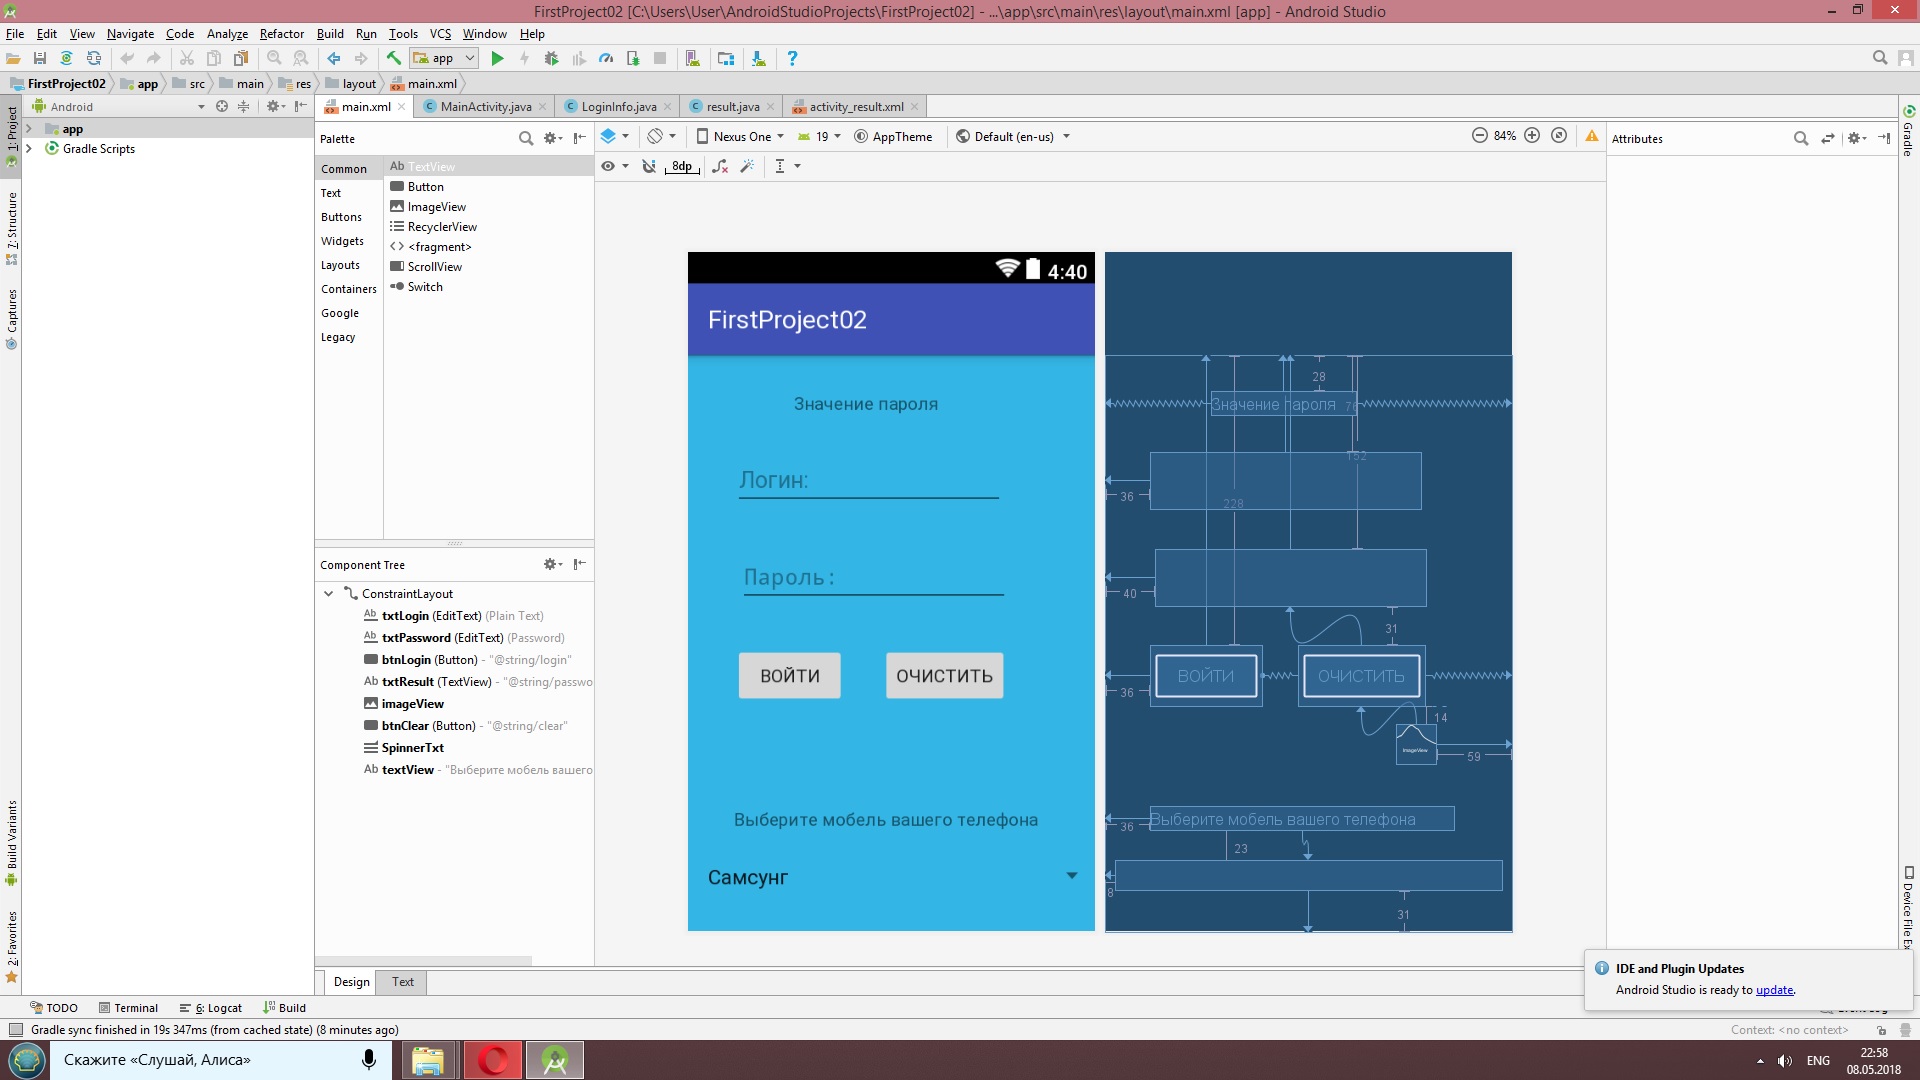 FirstProject02 [C:\Users\User\AndroidStudioProjects\FirstProject02] - ...\app\src\main\res\layout\main.xml [app] - Android Studio
File Edit View Navigate Code Analyze Refactor Build Run Tools VCS Window Help
app
FirstProject02 app src main res layout main.xml
Android
main.xml MainActivity.java LoginInfo.java result.java activity_result.xml
1: Project
7: Structure
Captures
Build Variants
2: Favorites
app
Gradle Scripts
Palette
Common
Text
Buttons
Widgets
Layouts
Containers
Google
Legacy
Ab TextView
Button
ImageView
RecyclerView
<fragment>
ScrollView
Switch
Nexus One 19 AppTheme Default (en-us) 84%
8dp
Attributes
Gradle
Device File Ex
Component Tree
ConstraintLayout
Ab txtLogin (EditText) (Plain Text)
Ab txtPassword (EditText) (Password)
btnLogin (Button) - "@string/login"
Ab txtResult (TextView) - "@string/passwo
imageView
btnClear (Button) - "@string/clear"
SpinnerTxt
Ab textView - "Выберите мобель вашего
4:40
FirstProject02
Значение пароля
Логин:
Пароль:
ВОЙТИ ОЧИСТИТЬ
Выберите мобель вашего телефона
Самсунг
28
Значение пароля 76
152
36
228
40
31
ВОЙТИ ОЧИСТИТЬ
36
14
ImageView
59
Выберите мобель вашего телефона
36
23
8
31
Design Text
IDE and Plugin Updates
Android Studio is ready to update.
TODO Terminal 6: Logcat Build
Gradle sync finished in 19s 347ms (from cached state) (8 minutes ago)
Context: <no context>
Скажите «Слушай, Алиса»
ENG
22:58
08.05.2018